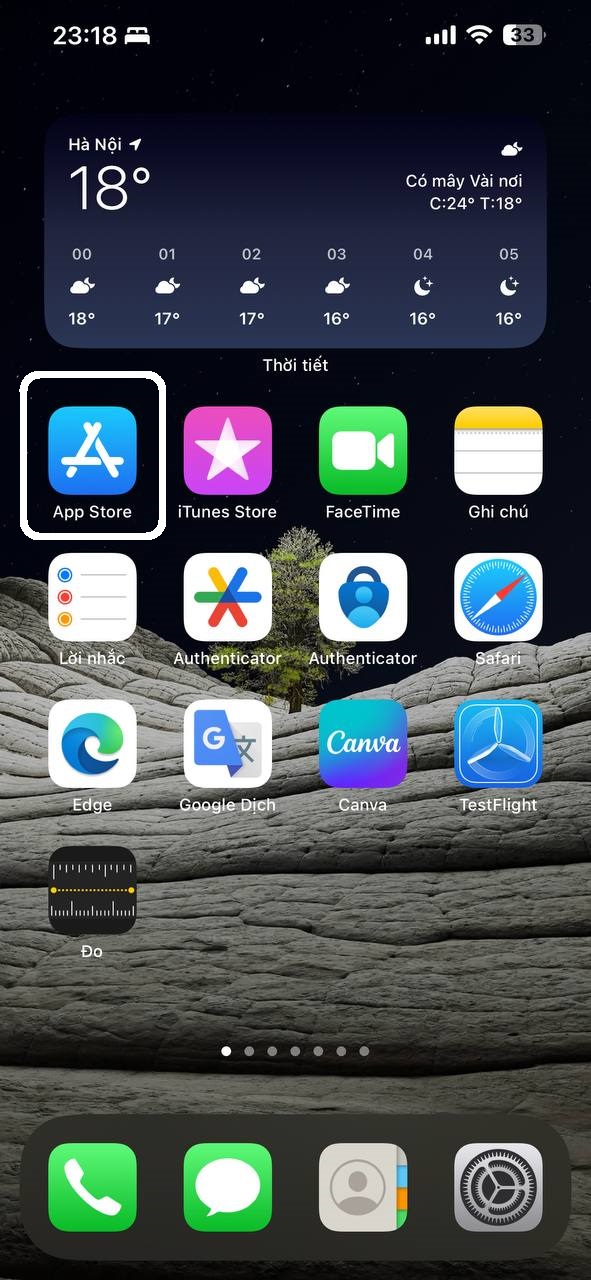 23:18
33
Hà Nội
18°
Có mây Vài nơi
C:24° T:18°
00 01 02 03 04 05
18° 17° 17° 16° 16° 16°
Thời tiết
App Store iTunes Store FaceTime Ghi chú
Lời nhắc Authenticator Authenticator Safari
G 文
Canva
Edge Google Dịch Canva TestFlight
Đo